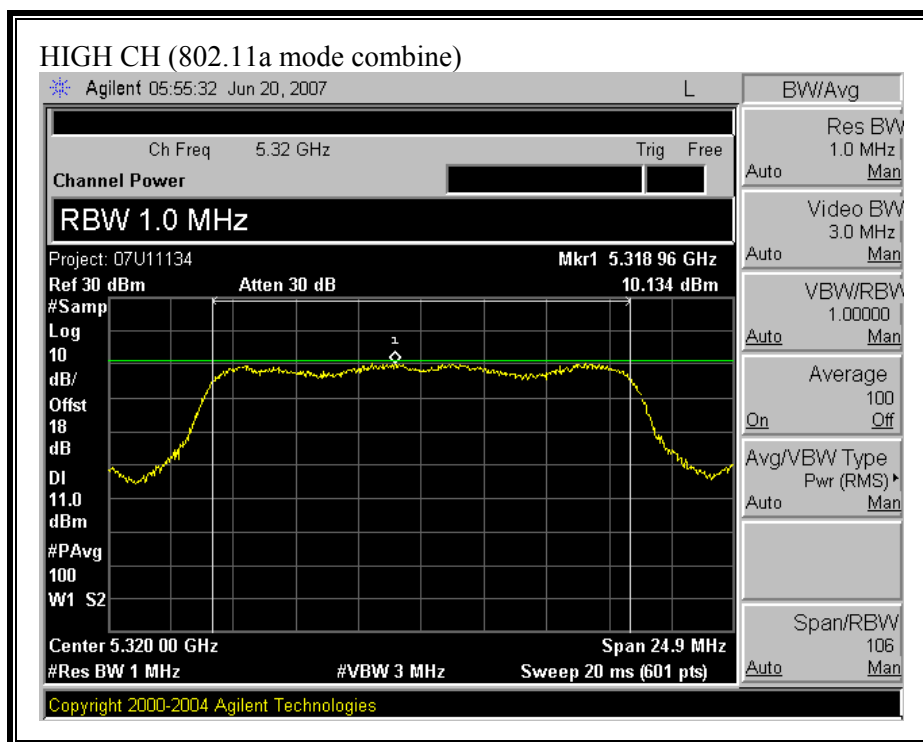 HIGH CH (802.11a mode combine)
Agilent 05:55:32 Jun 20, 2007 L
BW/Avg
Ch Freq 5.32 GHz Trig Free
Channel Power
RBW 1.0 MHz
Project: 07U11134 Mkr1 5.318 96 GHz
Ref 30 dBm Atten 30 dB 10.134 dBm
#Samp
Log
10
dB/
Offst
18
dB
DI
11.0
dBm
#PAvg
100
W1 S2
1
Center 5.320 00 GHz Span 24.9 MHz
#Res BW 1 MHz #VBW 3 MHz Sweep 20 ms (601 pts)
Copyright 2000-2004 Agilent Technologies
Res BW
1.0 MHz
Auto Man
Video BW
3.0 MHz
Auto Man
VBW/RBW
1.00000
Auto Man
Average
100
On Off
Avg/VBW Type
Pwr (RMS)
Auto Man
Span/RBW
106
Auto Man